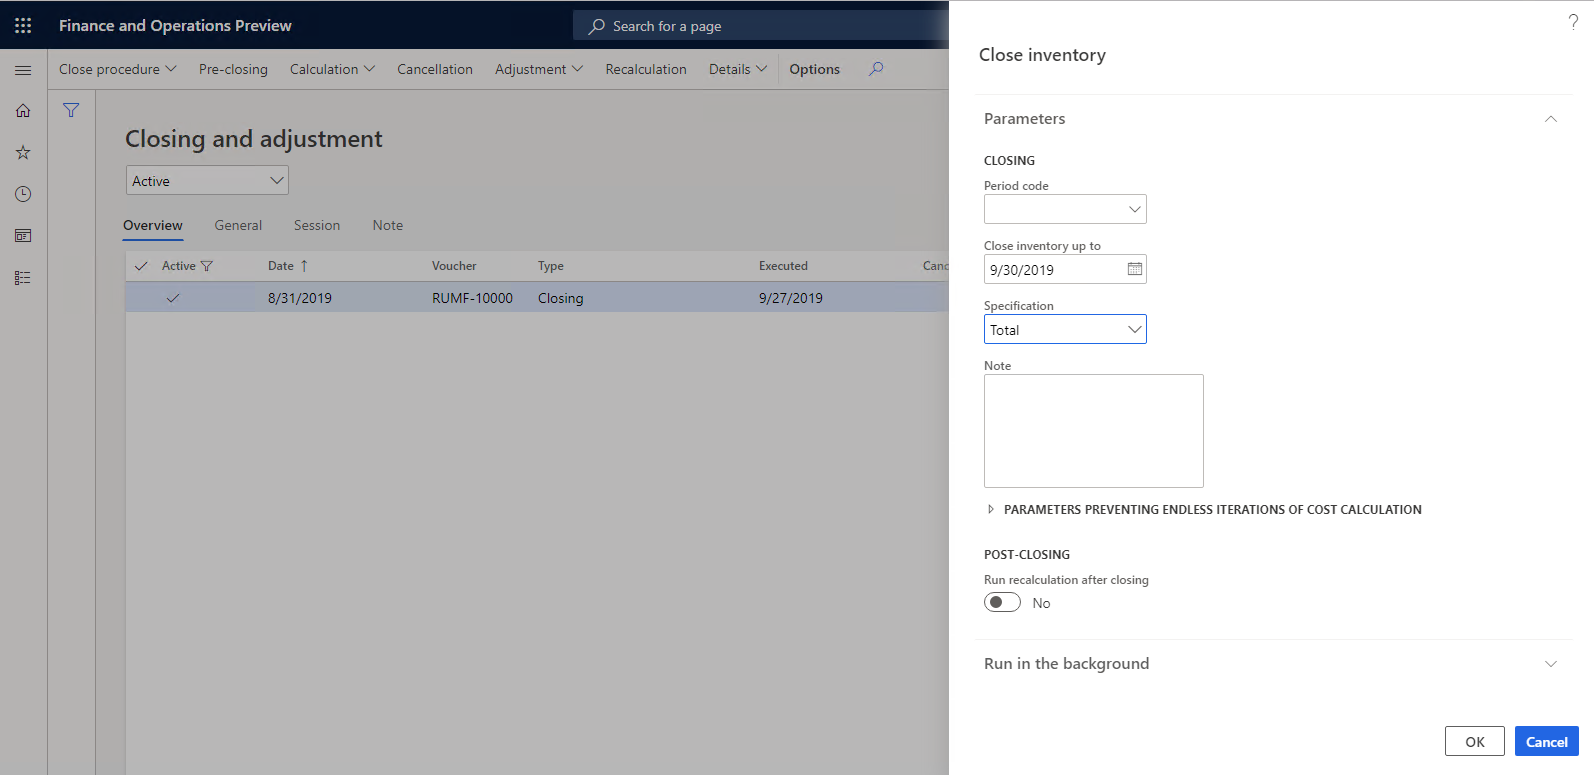 Finance and Operations Preview
Search for a page
?
Close procedure Pre-closing Calculation Cancellation Adjustment Recalculation Details Options
Closing and adjustment
Active
Overview General Session Note
Active Date ↑ Voucher Type Executed Canc
8/31/2019 RUMF-10000 Closing 9/27/2019
Close inventory
Parameters
CLOSING
Period code
Close inventory up to
9/30/2019
Specification
Total
Note
PARAMETERS PREVENTING ENDLESS ITERATIONS OF COST CALCULATION
POST-CLOSING
Run recalculation after closing
No
Run in the background
OK Cancel